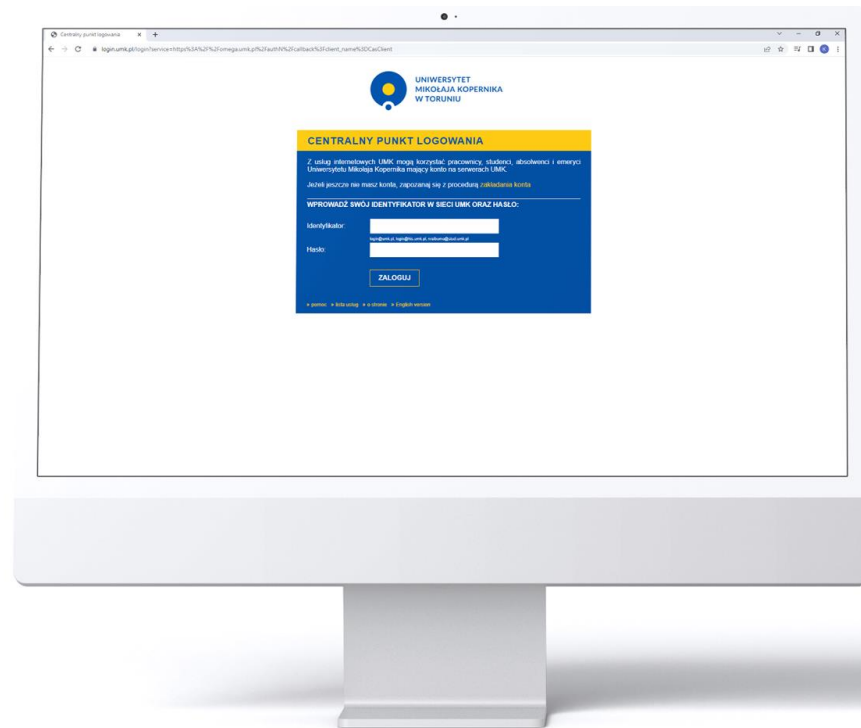 Centralny punkt logowania
login.umk.pl/login?service=https%3A%2F%2Fomega.umk.pl%2FauthN%2Fcallback%3Fclient_name%3DCasClient
UNIWERSYTET
MIKOŁAJA KOPERNIKA
W TORUNIU
CENTRALNY PUNKT LOGOWANIA
Z usług internetowych UMK mogą korzystać pracownicy, studenci, absolwenci i emeryci
Uniwersytetu Mikołaja Kopernika mający konto na serwerach UMK.
Jeżeli jeszcze nie masz konta, zapoznaj się z procedurą zakładania konta
WPROWADŹ SWÓJ IDENTYFIKATOR W SIECI UMK ORAZ HASŁO:
Identyfikator:
Hasło:
ZALOGUJ
» pomoc » lista usług » o stronie » English version